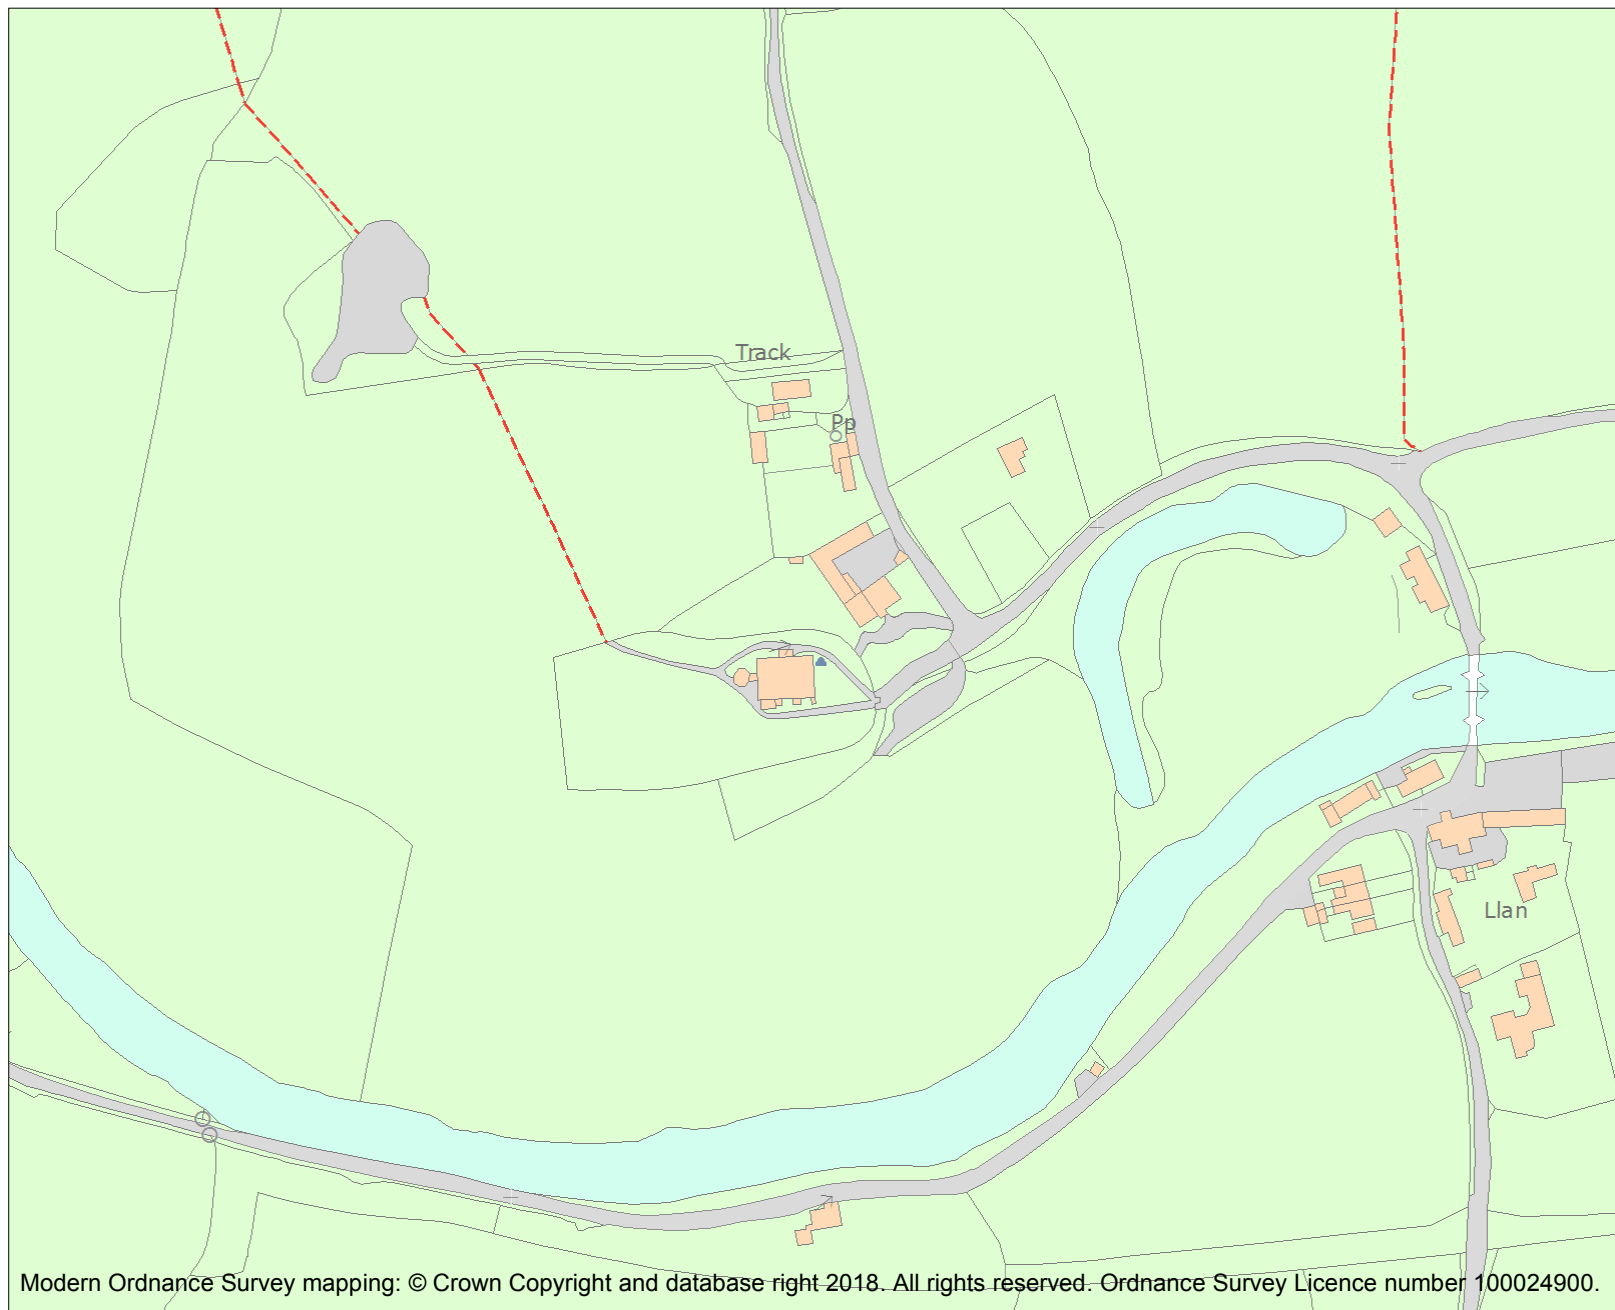 Track
Pp
Llan
Modern Ordnance Survey mapping: © Crown Copyright and database right 2018. All rights reserved. Ordnance Survey Licence number 100024900.